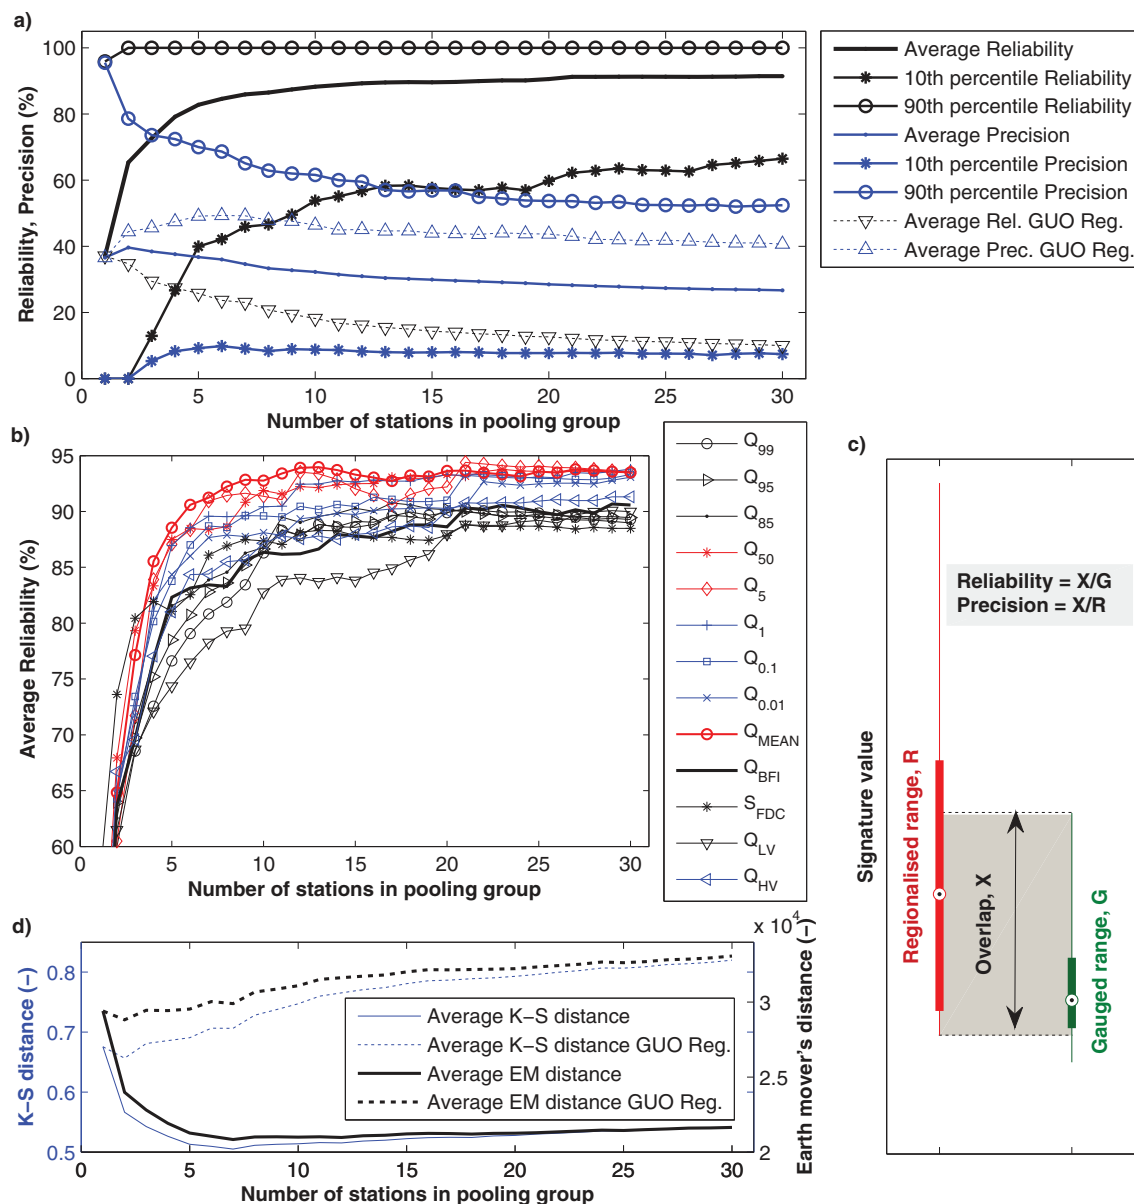 a)
100
80
60
40
20
0
Reliability, Precision (%)
0
5
10
15
20
25
30
Number of stations in pooling group
Average Reliability
10th percentile Reliability
90th percentile Reliability
Average Precision
10th percentile Precision
90th percentile Precision
Average Rel. GUO Reg.
Average Prec. GUO Reg.
b)
95
90
85
80
75
70
65
60
Average Reliability (%)
0
5
10
15
20
25
30
Number of stations in pooling group
Q99
Q95
Q85
Q50
Q5
Q1
Q0.1
Q0.01
QMEAN
QBFI
SFDC
QLV
QHV
c)
Reliability = X/G
Precision = X/R
Signature value
Regionalised range, R
Overlap, X
Gauged range, G
d)
x 10^4
0.8
0.7
0.6
0.5
K–S distance (–)
3
2.5
2
Earth mover's distance (–)
0
5
10
15
20
25
30
Number of stations in pooling group
Average K–S distance
Average K–S distance GUO Reg.
Average EM distance
Average EM distance GUO Reg.